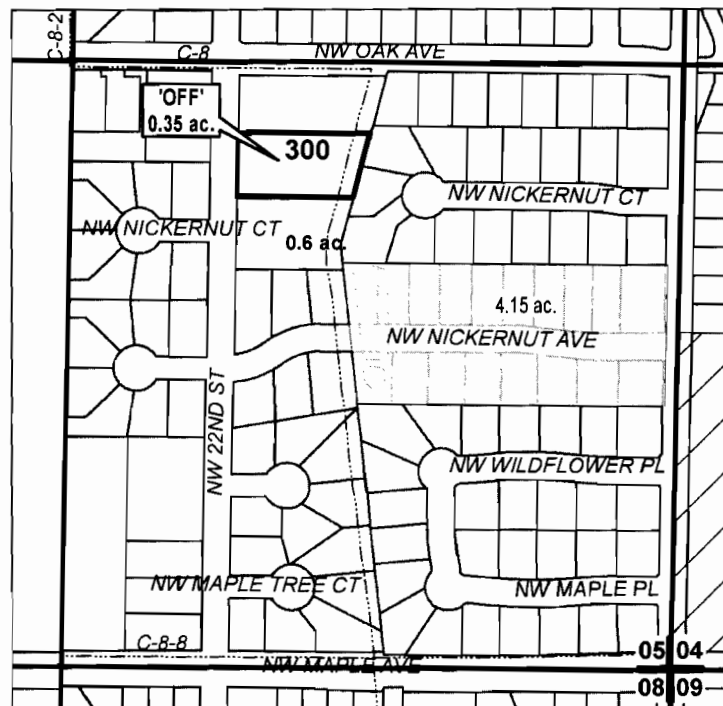 C-8-2
C-8
NW OAK AVE
'OFF'
0.35 ac.
300
NW NICKERNUT CT
NW NICKERNUT CT
0.6 ac.
4.15 ac.
NW NICKERNUT AVE
NW 22ND ST
NW WILDFLOWER PL
NW MAPLE TREE CT
NW MAPLE PL
C-8-8
NW MAPLE AVE
05 04
08 09